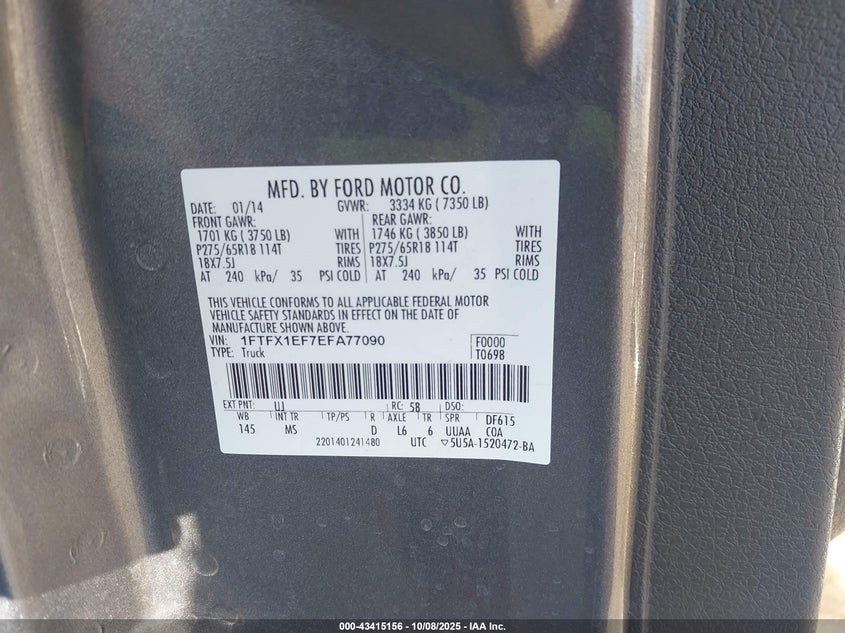 MFD. BY FORD MOTOR CO.
DATE: 01/14 GVWR: 3334 KG ( 7350 LB)
FRONT GAWR: REAR GAWR:
1701 KG ( 3750 LB) WITH 1746 KG ( 3850 LB) WITH
P275/65R18 114T TIRES P275/65R18 114T TIRES
18X7.5J RIMS 18X7.5J RIMS
AT 240 kPa/ 35 PSI COLD AT 240 kPa/ 35 PSI COLD
THIS VEHICLE CONFORMS TO ALL APPLICABLE FEDERAL MOTOR
VEHICLE SAFETY STANDARDS IN EFFECT ON THE DATE OF
MANUFACTURE SHOWN ABOVE.
VIN: 1FTFX1EF7EFA77090 F0000
TYPE: Truck T0698
EXT PNT: UJ RC: 58 DSO:
WB INT TR TP/PS R AXLE TR SPR DF615
145 MS D L6 6 UUAA COA
2201401241480 UTC ▽5U5A-1520472-BA
000-43415156 - 10/08/2025 - IAA Inc.